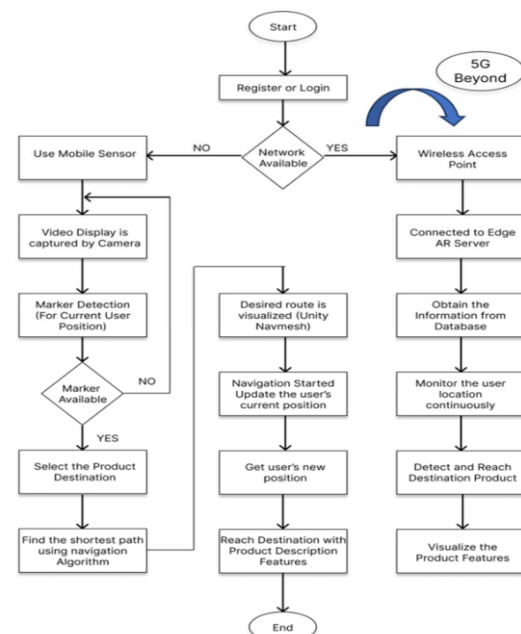 Start
5G
Beyond
Register or Login
Network
Available
NO
YES
Use Mobile Sensor
Wireless Access
Point
Video Display is
captured by Camera
Connected to Edge
AR Server
Marker Detection
(For Current User
Position)
Desired route is
visualized (Unity
Navmesh)
Obtain the
Information from
Database
Marker
Available
NO
YES
Navigation Started
Update the user's
current position
Monitor the user
location
continuously
Select the Product
Destination
Get user's new
position
Detect and Reach
Destination Product
Find the shortest path
using navigation
Algorithm
Reach Destination with
Product Description
Features
Visualize the
Product Features
End